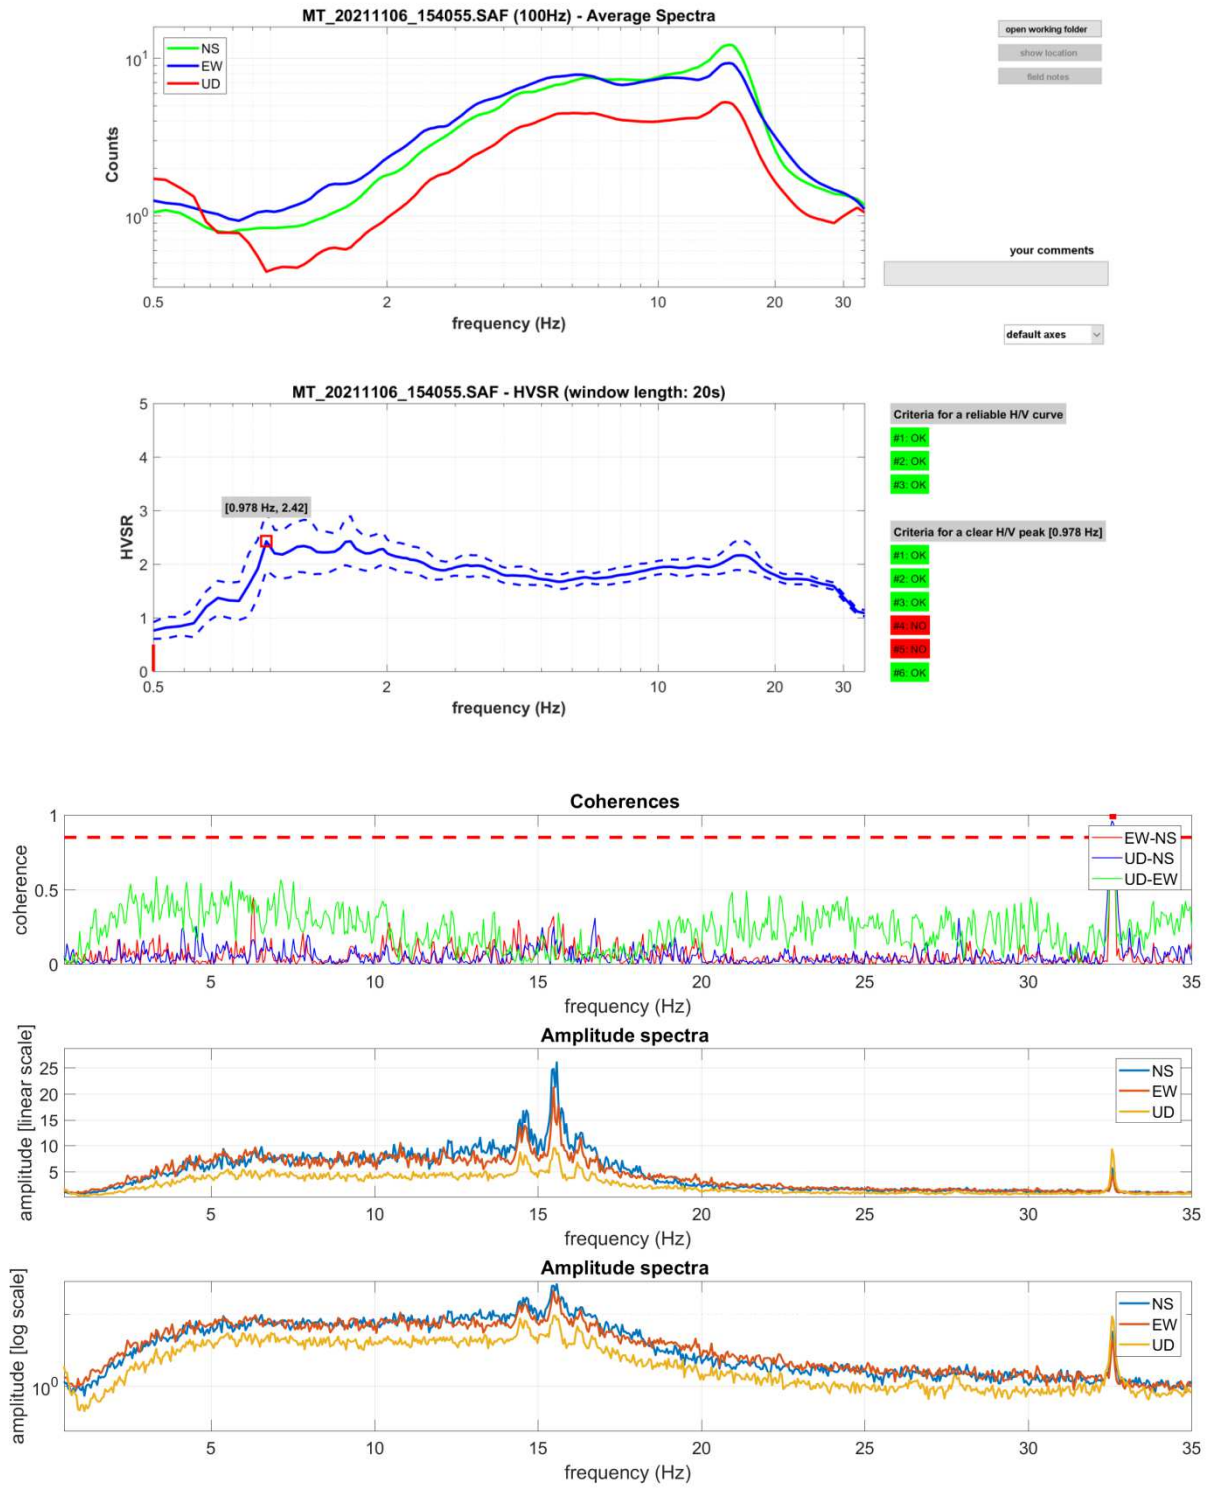 MT_20211106_154055.SAF (100Hz) - Average Spectra
open working folder
show location
field notes
NS
EW
UD
10^1
10^0
Counts
0.5 2 10 20 30
frequency (Hz)
your comments
default axes
MT_20211106_154055.SAF - HVSR (window length: 20s)
5
4
3
2
1
0
HVSR
[0.978 Hz, 2.42]
0.5 2 10 20 30
frequency (Hz)
Criteria for a reliable H/V curve
#1: OK
#2: OK
#3: OK
Criteria for a clear H/V peak [0.978 Hz]
#1: OK
#2: OK
#3: OK
#4: NO
#5: NO
#6: OK
Coherences
1
0.5
0
coherence
EW-NS
UD-NS
UD-EW
5 10 15 20 25 30 35
frequency (Hz)
Amplitude spectra
25
20
15
10
5
amplitude [linear scale]
NS
EW
UD
5 10 15 20 25 30 35
frequency (Hz)
Amplitude spectra
10^0
amplitude [log scale]
NS
EW
UD
5 10 15 20 25 30 35
frequency (Hz)